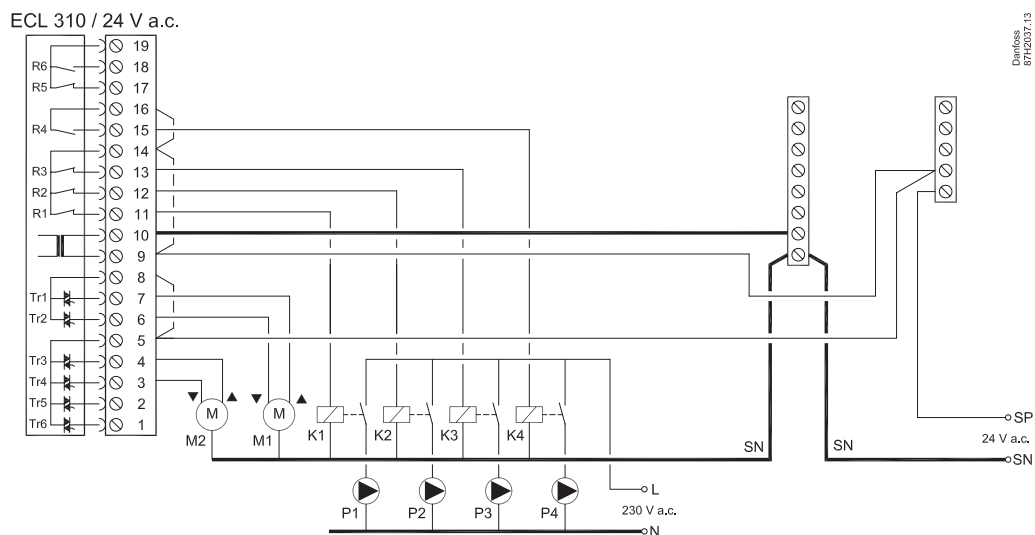 ECL 310 / 24 V a.c.
Danfoss
87H2037.13
19
R6 18
R5 17
16
R4 15
14
R3 13
R2 12
R1 11
10
9
8
Tr1 7
Tr2 6
5
Tr3 4
Tr4 3
Tr5 2
Tr6 1
M M
M2 M1 K1 K2 K3 K4
SP
24 V a.c.
SN SN SN
P1 P2 P3 P4
L
230 V a.c.
N